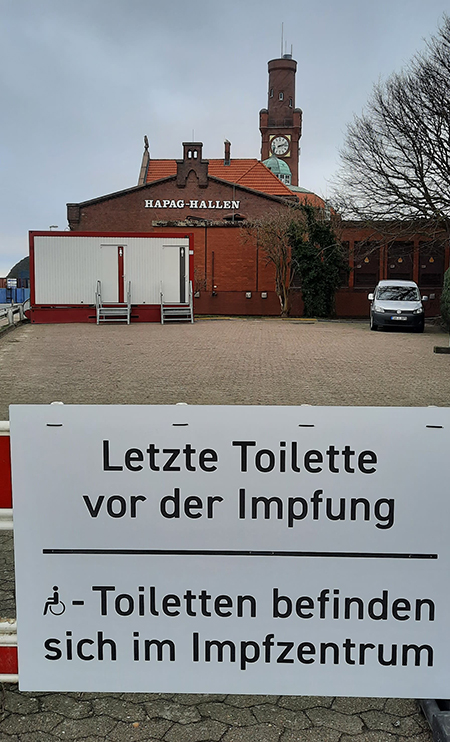 HAPAG-HALLEN
Letzte Toilette
vor der Impfung
- Toiletten befinden
sich im Impfzentrum